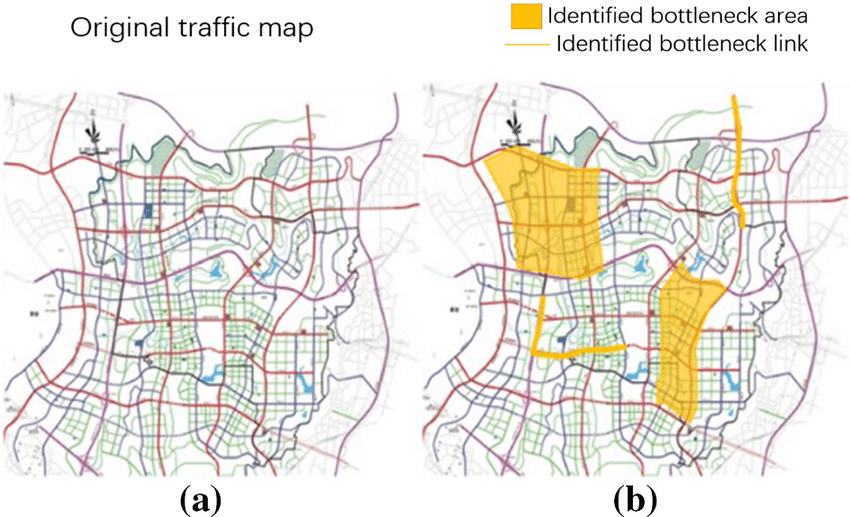 Original traffic map
Identified bottleneck area
Identified bottleneck link
(a)
(b)